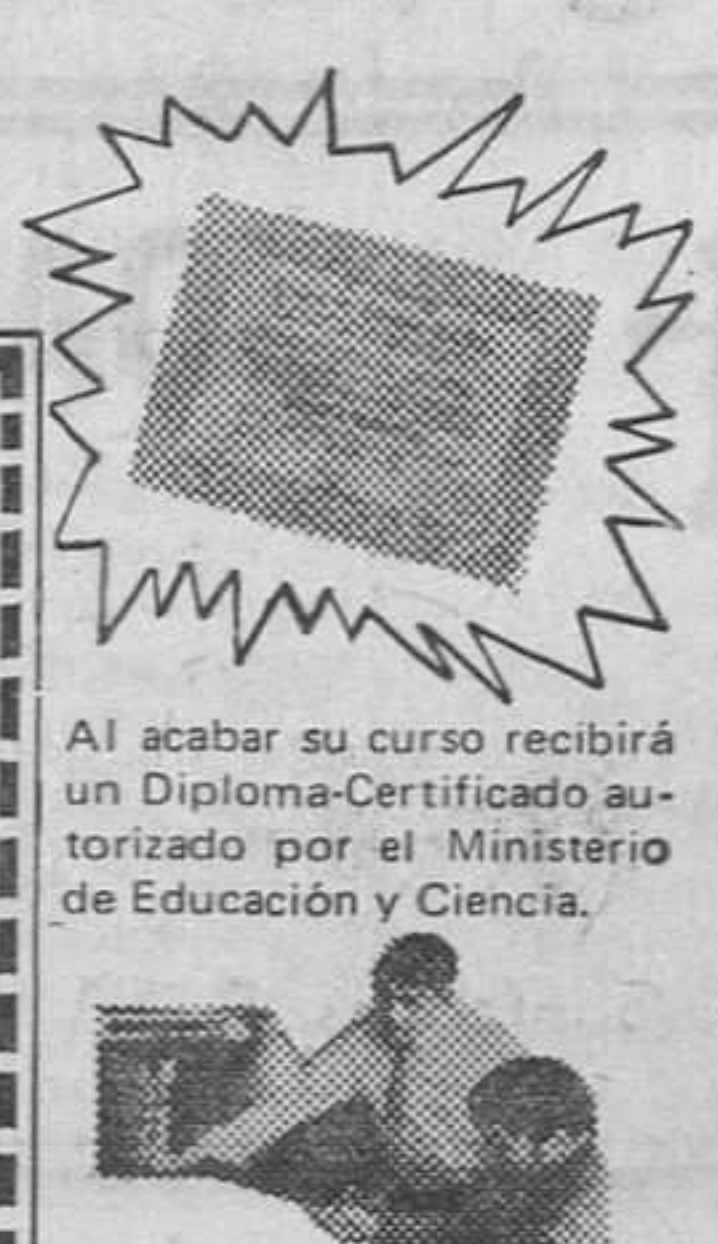 Al acabar su curso recibirá
un Diploma-Certificado au-
torizado por el Ministerio
de Educación y Ciencia.